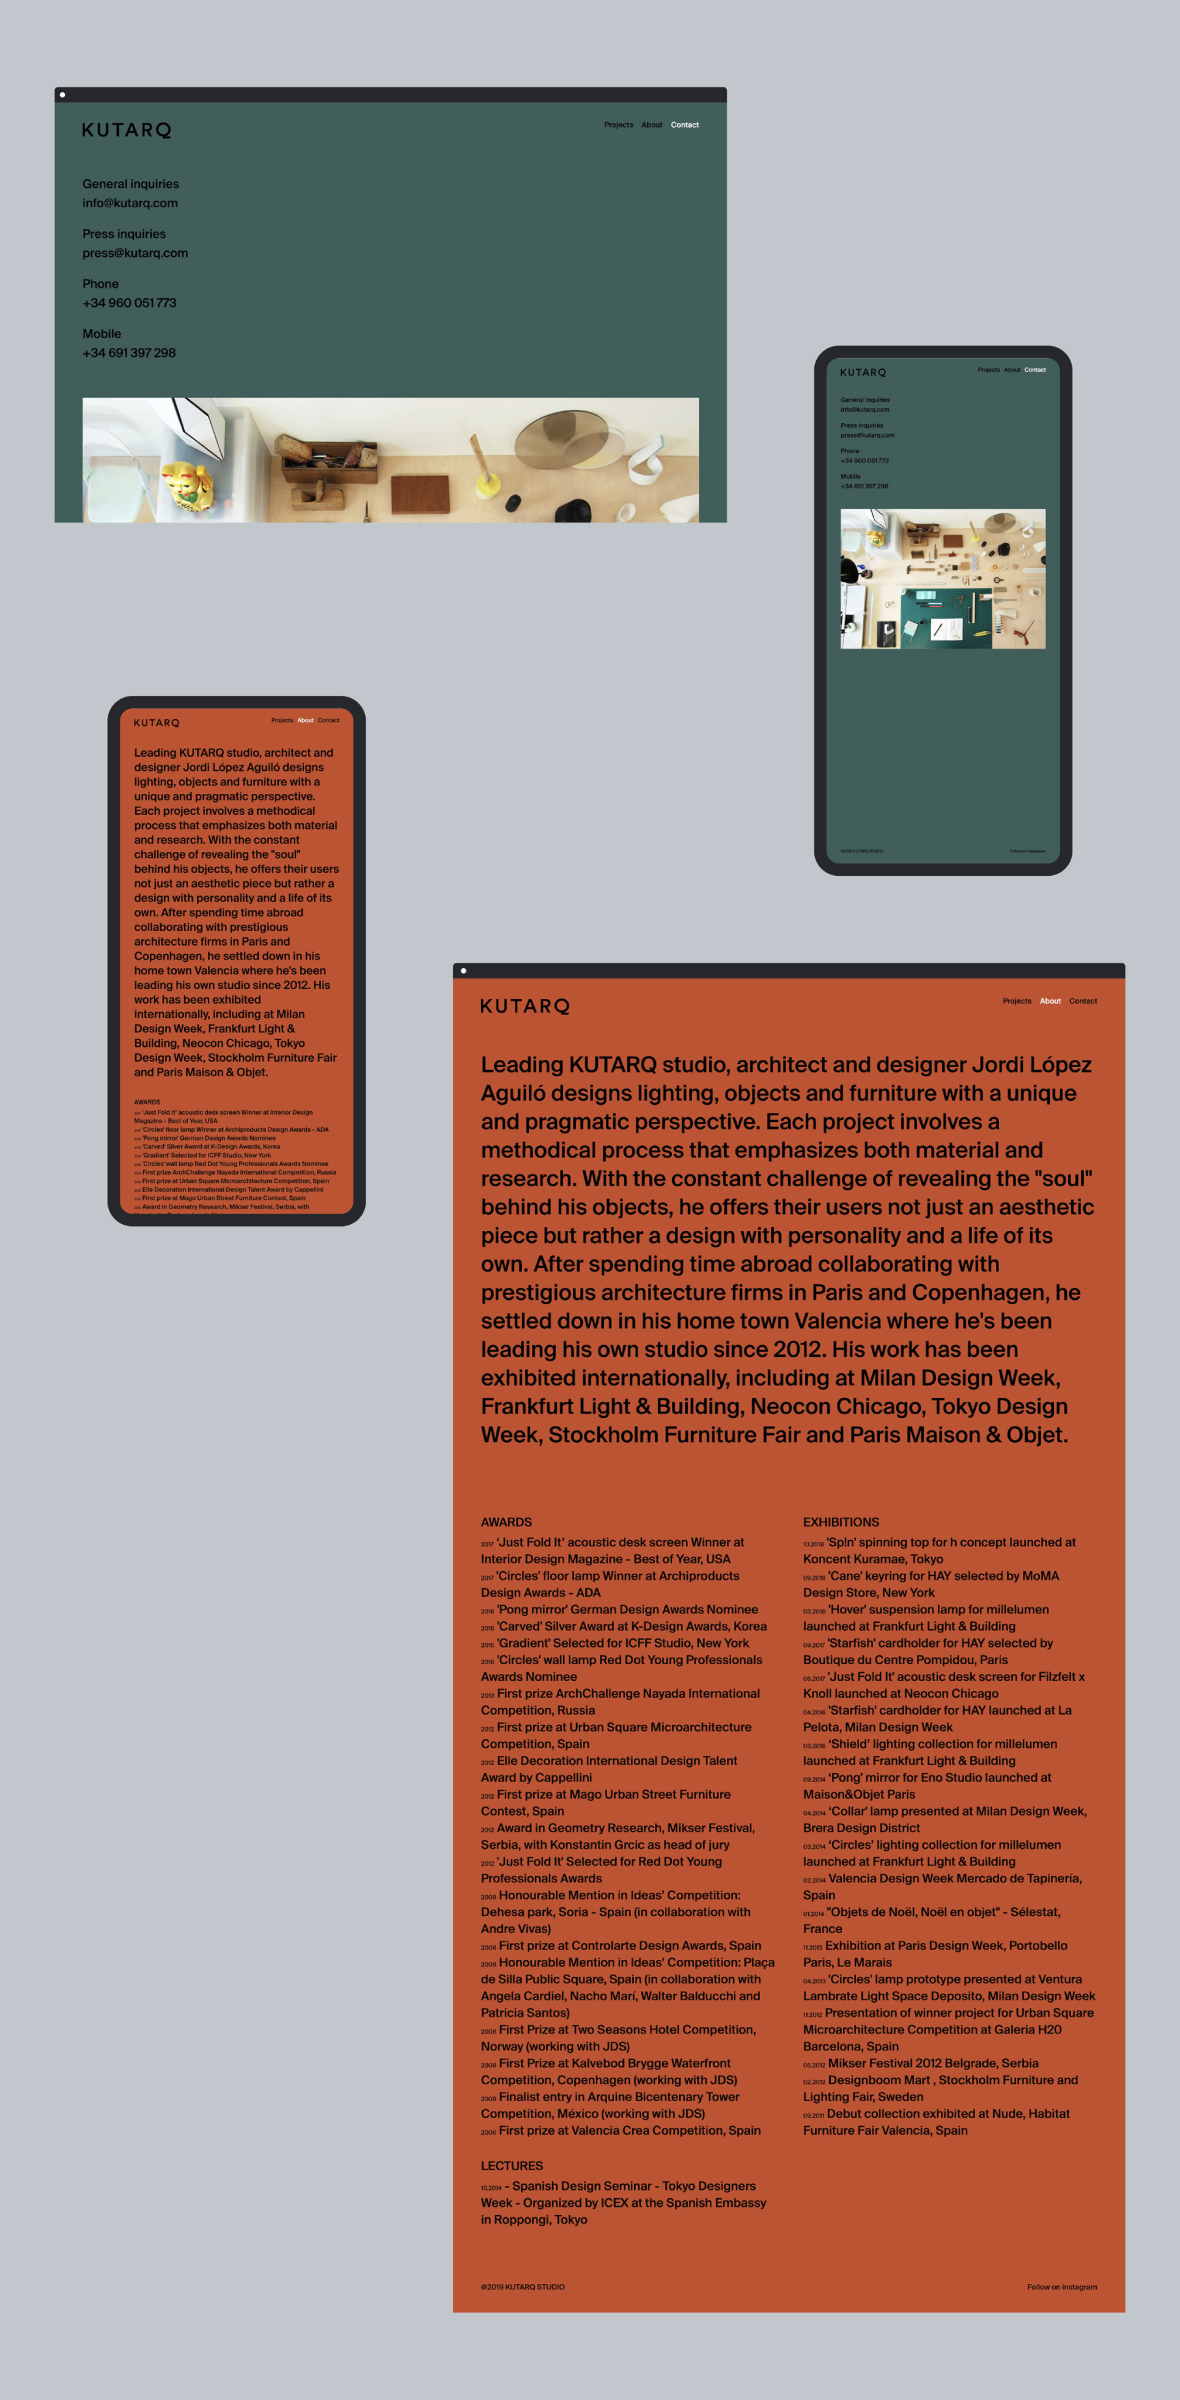 KUTARQ
Projects About Contact
General inquiries
info@kutarq.com
Press inquiries
press@kutarq.com
Phone
+34 960 051 773
Mobile
+34 691 397 298
KUTARQ
Projects About Contact
General inquiries
info@kutarq.com
Press inquiries
press@kutarq.com
Phone
+34 960 051 773
Mobile
+34 691 397 298
©2019 KUTARQ STUDIO
Follow on instagram
KUTARQ
Projects About Contact
Leading KUTARQ studio, architect and
designer Jordi López Aguiló designs
lighting, objects and furniture with a
unique and pragmatic perspective.
Each project involves a methodical
process that emphasizes both material
and research. With the constant
challenge of revealing the "soul"
behind his objects, he offers their users
not just an aesthetic piece but rather a
design with personality and a life of its
own. After spending time abroad
collaborating with prestigious
architecture firms in Paris and
Copenhagen, he settled down in his
home town Valencia where he's been
leading his own studio since 2012. His
work has been exhibited
internationally, including at Milan
Design Week, Frankfurt Light &
Building, Neocon Chicago, Tokyo
Design Week, Stockholm Furniture Fair
and Paris Maison & Objet.
AWARDS
'Just Fold It' acoustic desk screen Winner at Interior Design
Magazine - Best of Year, USA
'Circles' floor lamp Winner at Archiproducts Design Awards - ADA
'Pong mirror' German Design Awards Nominee
'Carved' Silver Award at K-Design Awards, Korea
'Gradient' Selected for ICFF Studio, New York
'Circles' wall lamp Red Dot Young Professionals Awards Nominee
First prize ArchChallenge Nayada International Competition, Russia
First prize at Urban Square Microarchitecture Competition, Spain
Elle Decoration International Design Talent Award by Cappellini
First prize at Mago Urban Street Furniture Contest, Spain
Award in Geometry Research, Mikser Festival, Serbia, with
KUTARQ
Projects About Contact
Leading KUTARQ studio, architect and designer Jordi López
Aguiló designs lighting, objects and furniture with a unique
and pragmatic perspective. Each project involves a
methodical process that emphasizes both material and
research. With the constant challenge of revealing the "soul"
behind his objects, he offers their users not just an aesthetic
piece but rather a design with personality and a life of its
own. After spending time abroad collaborating with
prestigious architecture firms in Paris and Copenhagen, he
settled down in his home town Valencia where he's been
leading his own studio since 2012. His work has been
exhibited internationally, including at Milan Design Week,
Frankfurt Light & Building, Neocon Chicago, Tokyo Design
Week, Stockholm Furniture Fair and Paris Maison & Objet.
AWARDS
2017 'Just Fold It' acoustic desk screen Winner at
Interior Design Magazine - Best of Year, USA
2017 'Circles' floor lamp Winner at Archiproducts
Design Awards - ADA
2016 'Pong mirror' German Design Awards Nominee
2015 'Carved' Silver Award at K-Design Awards, Korea
2015 'Gradient' Selected for ICFF Studio, New York
2015 'Circles' wall lamp Red Dot Young Professionals
Awards Nominee
2013 First prize ArchChallenge Nayada International
Competition, Russia
2012 First prize at Urban Square Microarchitecture
Competition, Spain
2012 Elle Decoration International Design Talent
Award by Cappellini
2012 First prize at Mago Urban Street Furniture
Contest, Spain
2012 Award in Geometry Research, Mikser Festival,
Serbia, with Konstantin Grcic as head of jury
2012 'Just Fold It' Selected for Red Dot Young
Professionals Awards
2009 Honourable Mention in Ideas' Competition:
Dehesa park, Soria - Spain (in collaboration with
Andre Vivas)
2008 First prize at Controlarte Design Awards, Spain
2008 Honourable Mention in Ideas' Competition: Plaça
de Silla Public Square, Spain (in collaboration with
Angela Cardiel, Nacho Marí, Walter Balducchi and
Patricia Santos)
2008 First Prize at Two Seasons Hotel Competition,
Norway (working with JDS)
2008 First Prize at Kalvebod Brygge Waterfront
Competition, Copenhagen (working with JDS)
2008 Finalist entry in Arquine Bicentenary Tower
Competition, México (working with JDS)
2006 First prize at Valencia Crea Competition, Spain
LECTURES
10.2014 - Spanish Design Seminar - Tokyo Designers
Week - Organized by ICEX at the Spanish Embassy
in Roppongi, Tokyo
EXHIBITIONS
10.2018 'Sp!n' spinning top for h concept launched at
Koncent Kuramae, Tokyo
09.2018 'Cane' keyring for HAY selected by MoMA
Design Store, New York
03.2018 'Hover' suspension lamp for millelumen
launched at Frankfurt Light & Building
09.2017 'Starfish' cardholder for HAY selected by
Boutique du Centre Pompidou, Paris
06.2017 'Just Fold It' acoustic desk screen for Filzfelt x
Knoll launched at Neocon Chicago
04.2016 'Starfish' cardholder for HAY launched at La
Pelota, Milan Design Week
03.2016 'Shield' lighting collection for millelumen
launched at Frankfurt Light & Building
09.2014 'Pong' mirror for Eno Studio launched at
Maison&Objet Paris
04.2014 'Collar' lamp presented at Milan Design Week,
Brera Design District
03.2014 'Circles' lighting collection for millelumen
launched at Frankfurt Light & Building
02.2014 Valencia Design Week Mercado de Tapinería,
Spain
01.2014 "Objets de Noël, Noël en objet" - Sélestat,
France
11.2013 Exhibition at Paris Design Week, Portobello
Paris, Le Marais
04.2013 'Circles' lamp prototype presented at Ventura
Lambrate Light Space Deposito, Milan Design Week
11.2012 Presentation of winner project for Urban Square
Microarchitecture Competition at Galeria H20
Barcelona, Spain
05.2012 Mikser Festival 2012 Belgrade, Serbia
02.2012 Designboom Mart , Stockholm Furniture and
Lighting Fair, Sweden
09.2011 Debut collection exhibited at Nude, Habitat
Furniture Fair Valencia, Spain
©2019 KUTARQ STUDIO
Follow on instagram